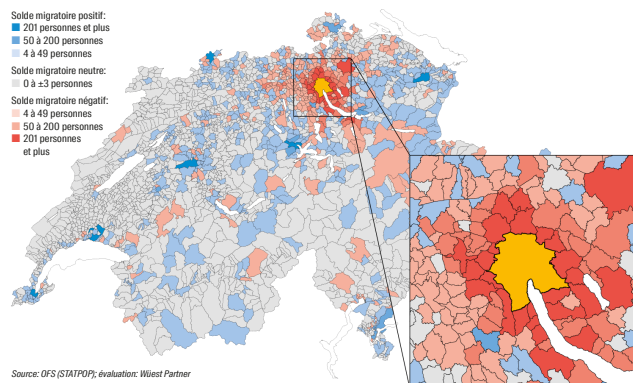 Solde migratoire positif:
201 personnes et plus
50 à 200 personnes
4 à 49 personnes
Solde migratoire neutre:
0 à ±3 personnes
Solde migratoire négatif:
4 à 49 personnes
50 à 200 personnes
201 personnes
et plus
Source: OFS (STATPOP); évaluation: Wüest Partner